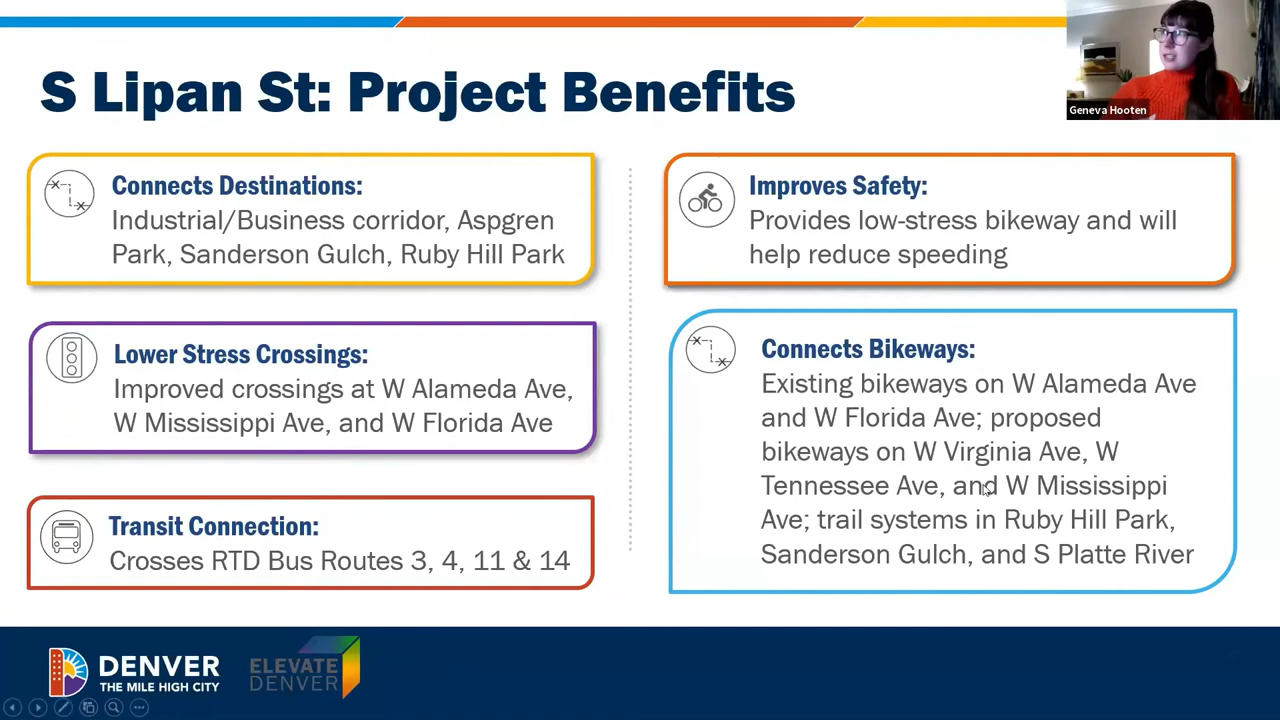 S Lipan St: Project Benefits
Geneva Hooten
Connects Destinations:
Industrial/Business corridor, Aspgren
Park, Sanderson Gulch, Ruby Hill Park
Lower Stress Crossings:
Improved crossings at W Alameda Ave,
W Mississippi Ave, and W Florida Ave
Transit Connection:
Crosses RTD Bus Routes 3, 4, 11 & 14
Improves Safety:
Provides low-stress bikeway and will
help reduce speeding
Connects Bikeways:
Existing bikeways on W Alameda Ave
and W Florida Ave; proposed
bikeways on W Virginia Ave, W
Tennessee Ave, and W Mississippi
Ave; trail systems in Ruby Hill Park,
Sanderson Gulch, and S Platte River
DENVER
THE MILE HIGH CITY
ELEVATE
DENVER